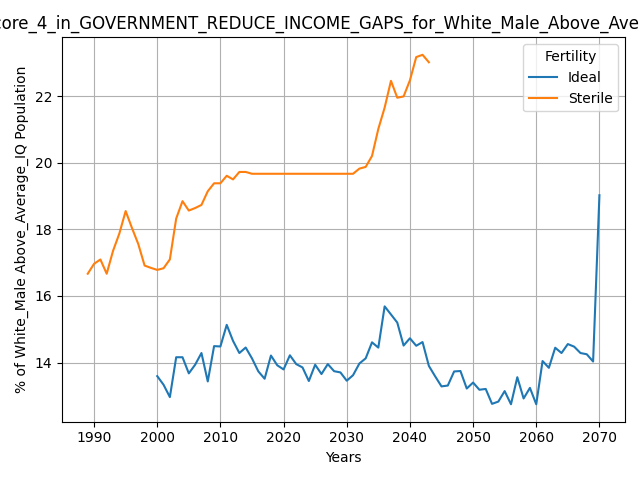 core_4_in_GOVERNMENT_REDUCE_INCOME_GAPS_for_White_Male_Above_Ave
% of White_Male Above_Average_IQ Population
22
20
18
16
14
Fertility
Ideal
Sterile
1990 2000 2010 2020 2030 2040 2050 2060 2070
Years